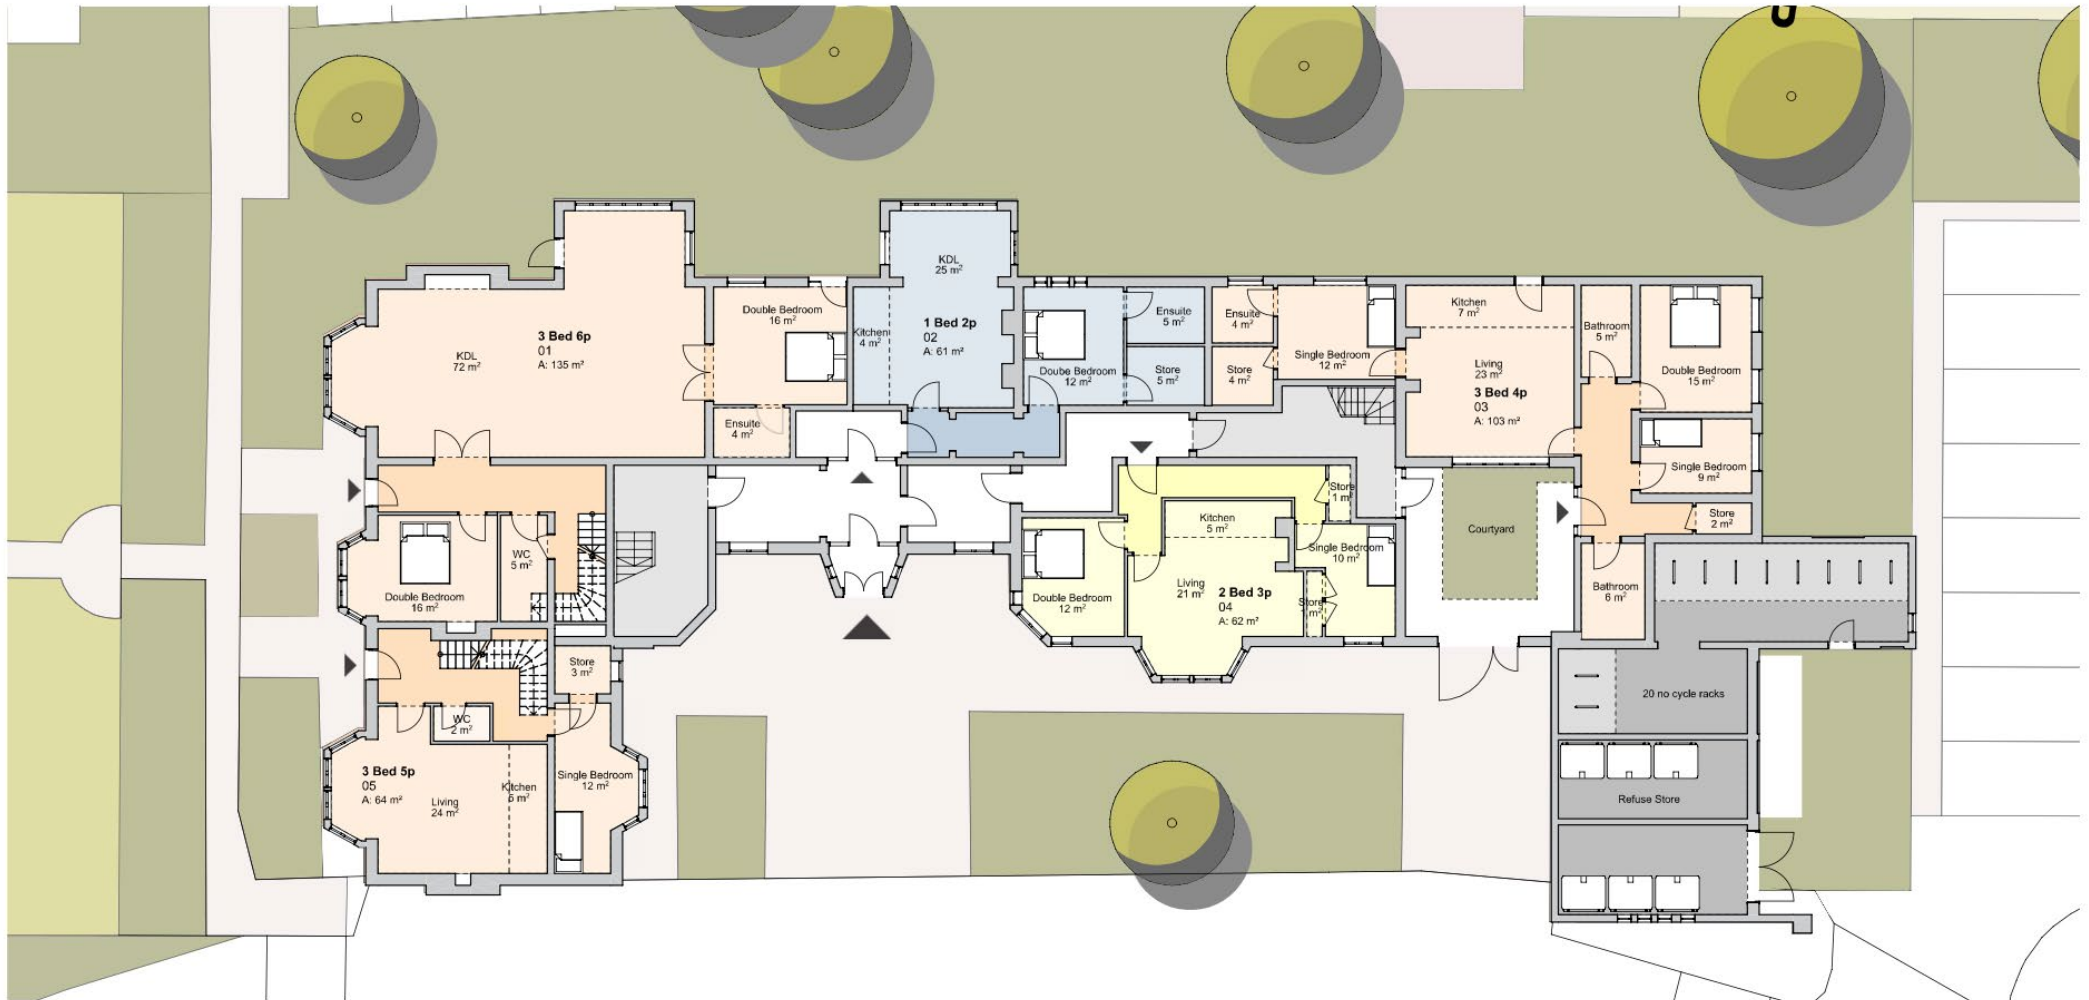 KDL
72 m²
3 Bed 6p
01
A: 135 m²
Double Bedroom
16 m²
Ensuite
4 m²
Double Bedroom
16 m²
WC
5 m²
KDL
25 m²
Kitchen
4 m²
1 Bed 2p
02
A: 61 m²
Doube Bedroom
12 m²
Ensuite
5 m²
Store
5 m²
Ensuite
4 m²
Store
4 m²
Single Bedroom
12 m²
Kitchen
7 m²
Living
23 m²
3 Bed 4p
03
A: 103 m²
Bathroom
5 m²
Double Bedroom
15 m²
Single Bedroom
9 m²
Store
2 m²
Bathroom
6 m²
Courtyard
Store
1 m²
Kitchen
5 m²
Single Bedroom
10 m²
Double Bedroom
12 m²
Living
21 m²
2 Bed 3p
04
A: 62 m²
Store
m²
Store
3 m²
WC
2 m²
3 Bed 5p
05
A: 64 m²
Living
24 m²
Kitchen
5 m²
Single Bedroom
12 m²
20 no cycle racks
Refuse Store